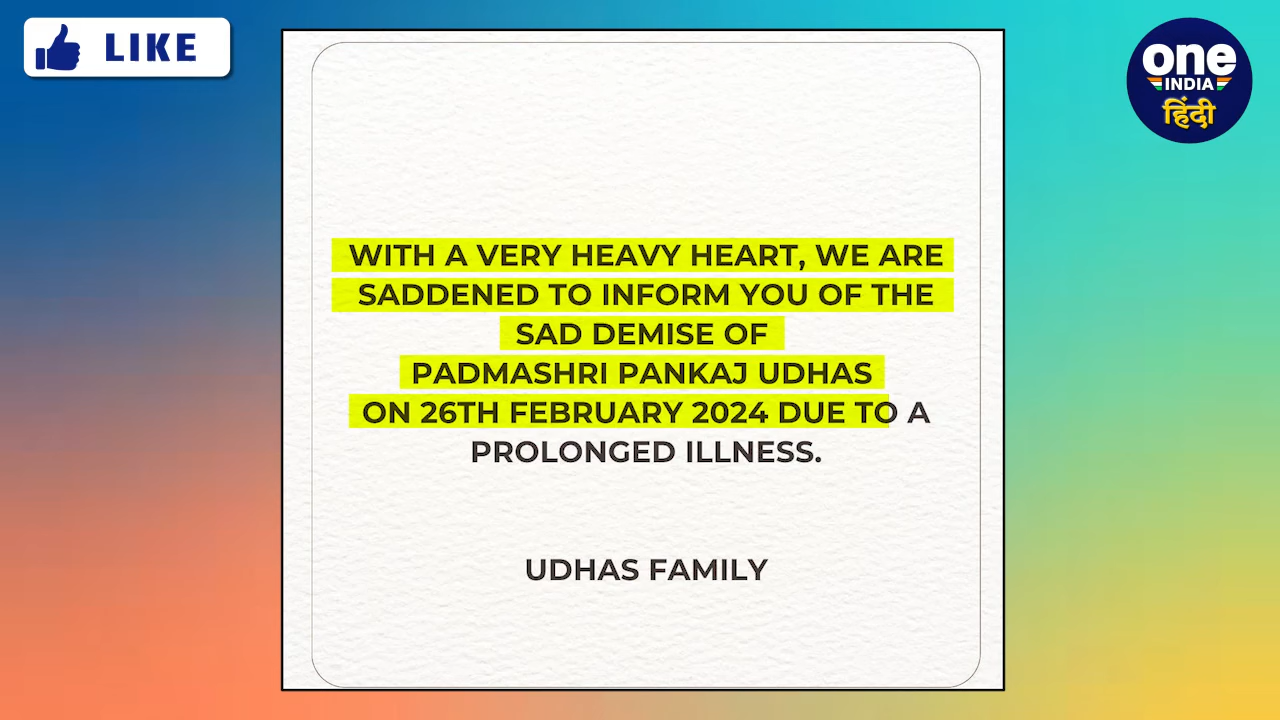 LIKE
one
INDIA
हिंदी
WITH A VERY HEAVY HEART, WE ARE
SADDENED TO INFORM YOU OF THE
SAD DEMISE OF
PADMASHRI PANKAJ UDHAS
ON 26TH FEBRUARY 2024 DUE TO A
PROLONGED ILLNESS.
UDHAS FAMILY